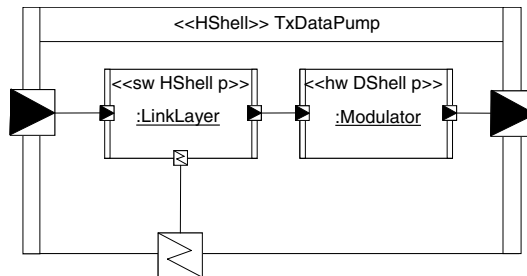 <<HShell>> TxDataPump
<<sw HShell p>>
:LinkLayer
<<hw DShell p>>
:Modulator